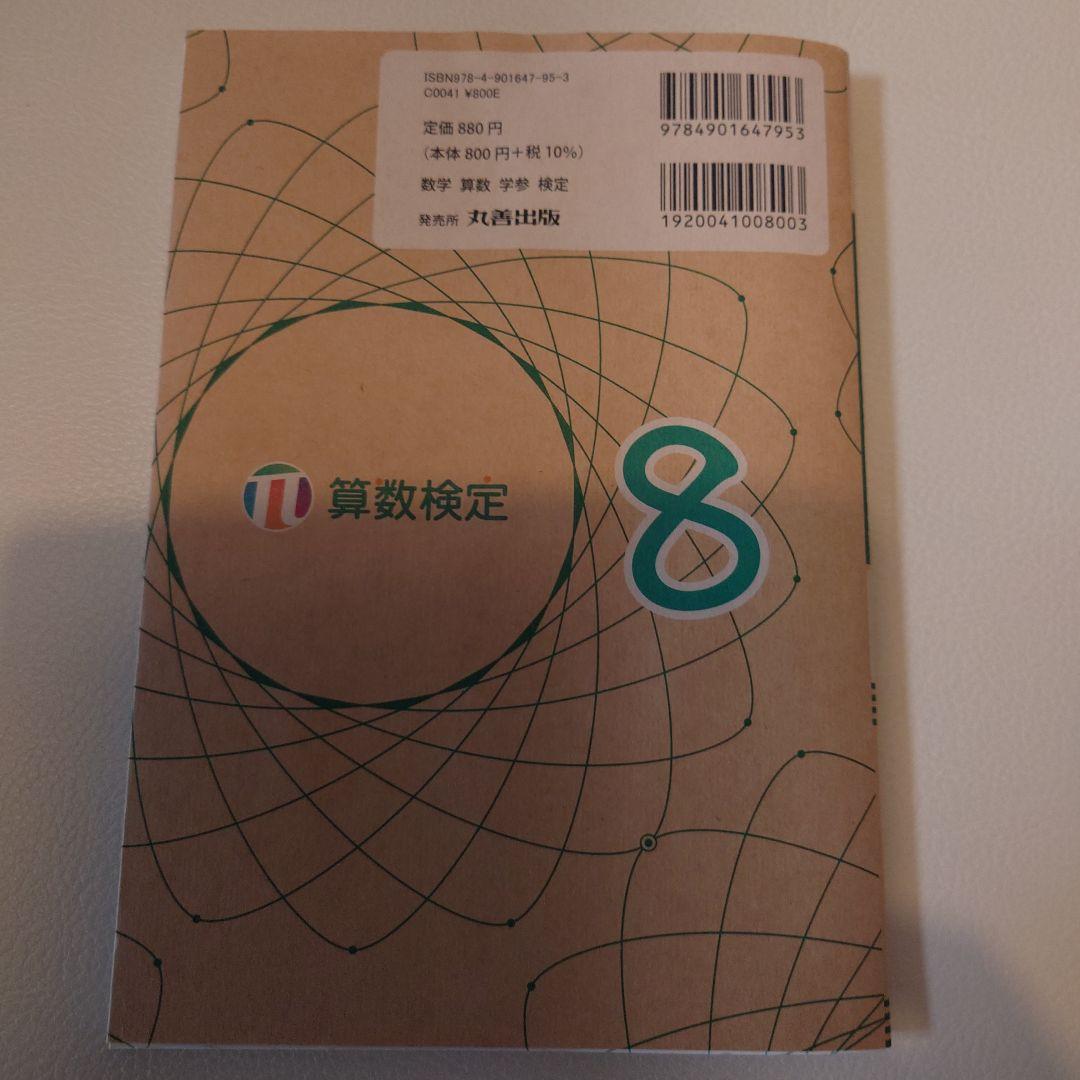 ISBN978-4-901647-95-3
C0041 ¥800E
定価 880 円
（本体 800 円＋税 10%）
数学 算数 学参 検定
発売所 丸善出版
9784901647953
1920041008003
算数検定
8